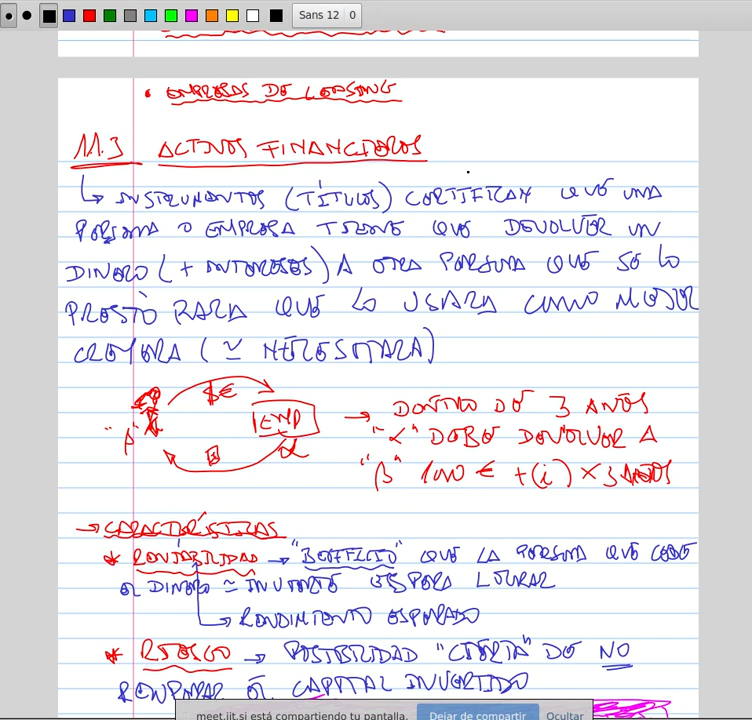 Sans 12 0
• EMPRESAS DE LEASING
11.3 ACTIVOS FINANCIEROS
↳ INSTRUMENTOS (TÍTULOS) CERTIFICAN QUE UNA
PERSONA O EMPRESA TIENE QUE DEVOLVER UN
DINERO (+ INTERESES) A OTRA PERSONA QUE SE LO
PRESTÓ PARA QUE LO USARA COMO MEJOR
CREYERA (≃ NECESITARA)
$€
"β" EMP → DENTRO DE 3 AÑOS
α "α" DEBE DEVOLVER A
"β" 1000 € + (i) × 3 AÑOS
→ CARACTERÍSTICAS
* RENTABILIDAD → "BENEFICIO" QUE LA PERSONA QUE CEDE
EL DINERO ≃ INVIERTE ESPERA LOGRAR
↳ RENDIMIENTO ESPERADO
* RIESGO → POSIBILIDAD "CIERTA" DE NO
EL CAPITAL INVERTIDO
meet.jit.si está compartiendo tu pantalla. Dejar de compartir Ocultar